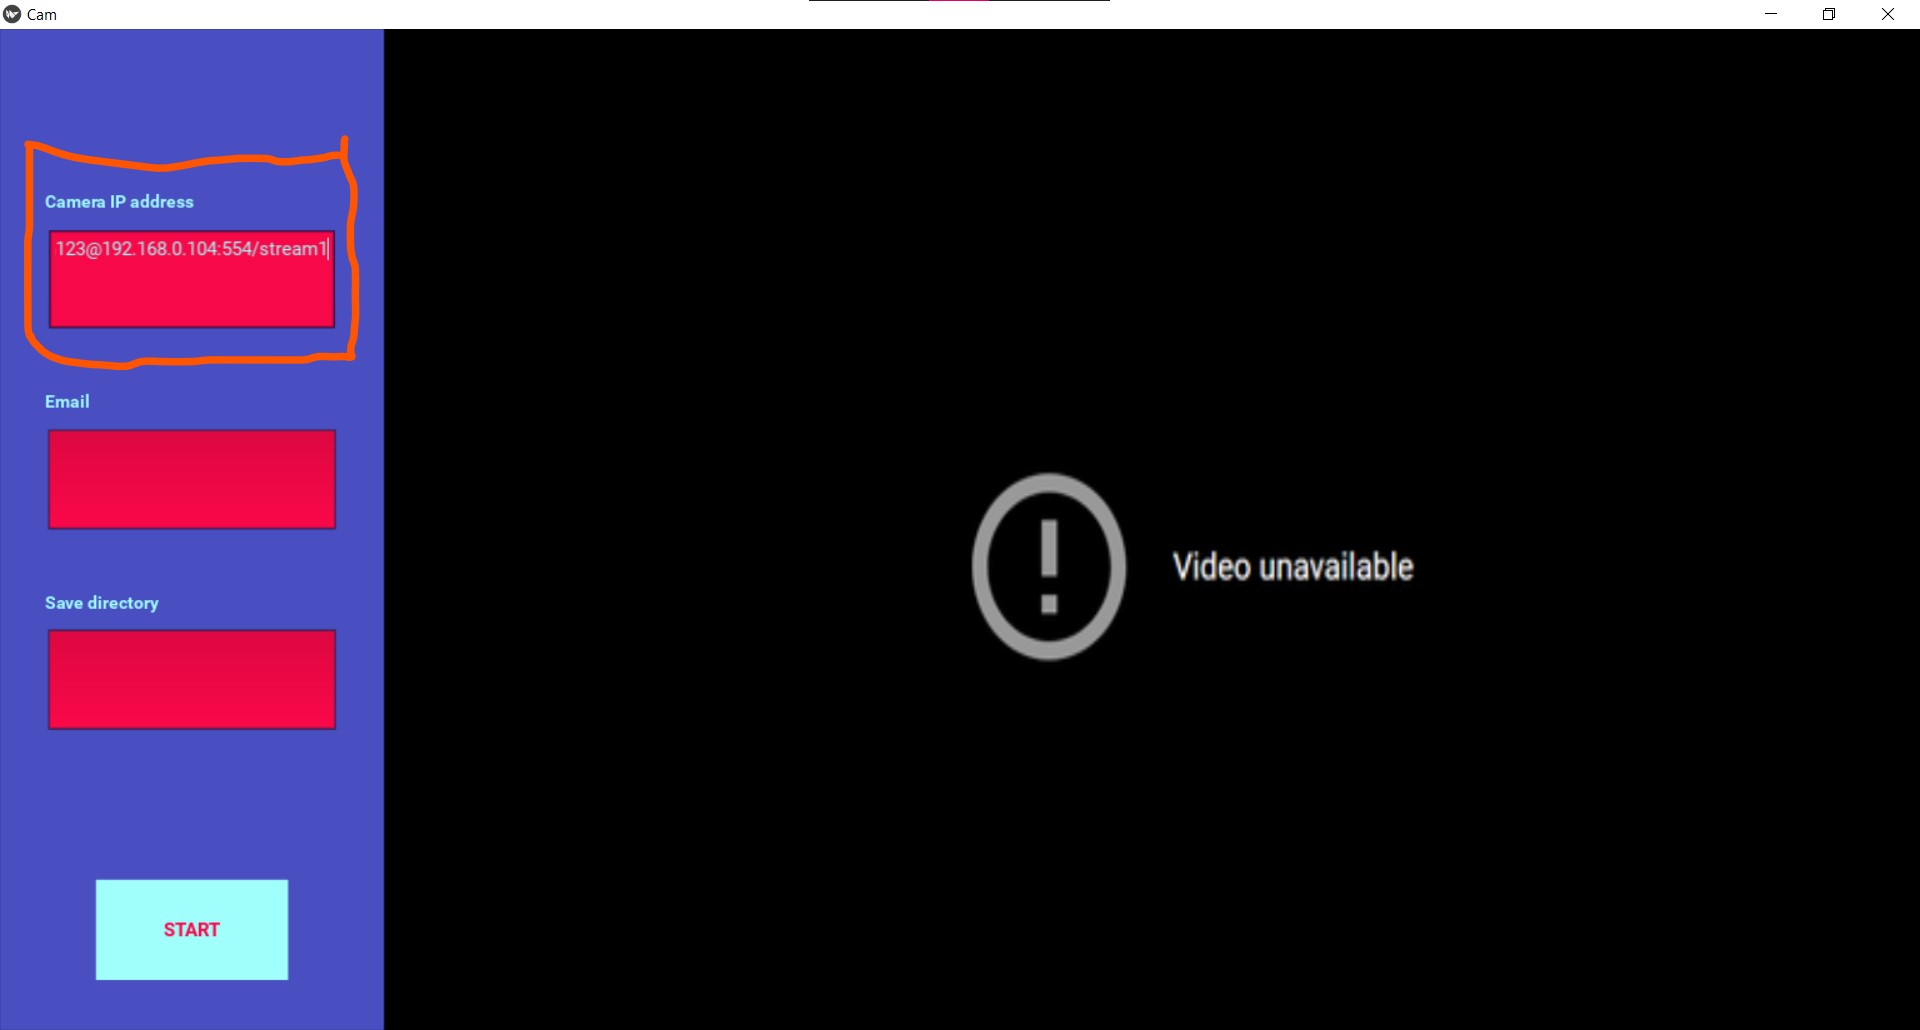 Cam
Camera IP address
123@192.168.0.104:554/stream1
Email
Save directory
START
Video unavailable